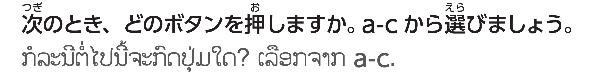 次のとき、どのボタンを押しますか。a-cから選びましょう。
ກໍລະນີຕໍ່ໄປນີ້ຈະກົດປຸ່ມໃດ? ເລືອກຈາກ a-c.